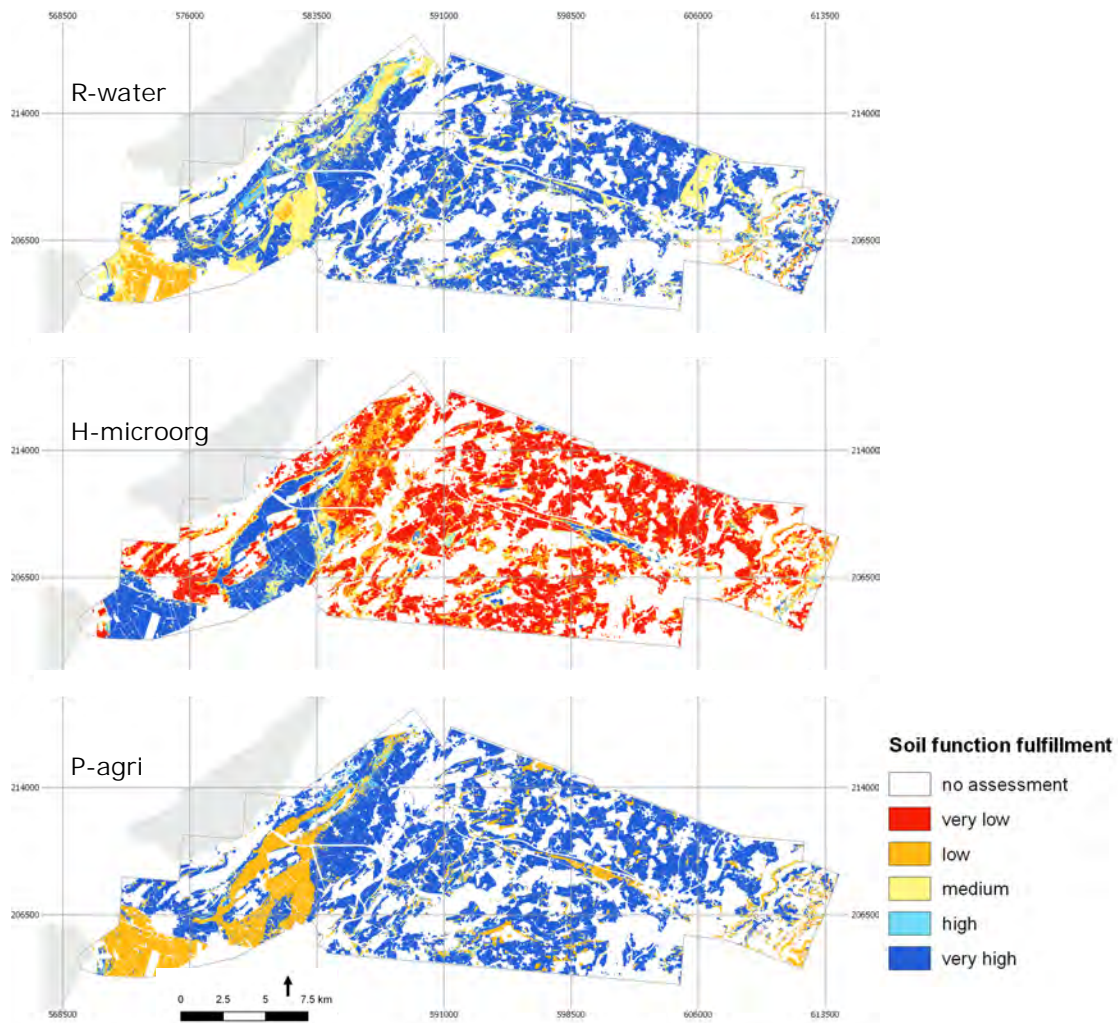 568500 576000 583500 591000 598500 606000 613500
R-water
214000 214000
206500 206500
H-microorg
214000 214000
206500 206500
P-agri
214000 214000
206500 206500
0 2.5 5 7.5 km
568500 591000 598500 606000 613500
Soil function fulfillment
no assessment
very low
low
medium
high
very high